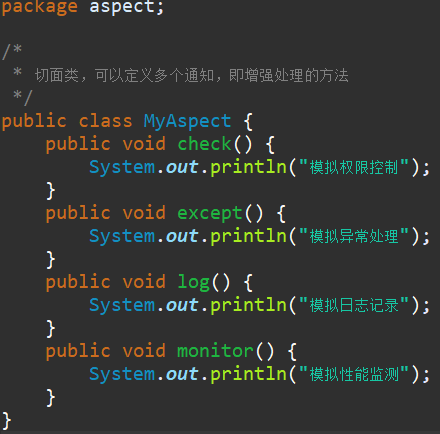 package aspect;
/*
 * 切面类，可以定义多个通知，即增强处理的方法
 */
public class MyAspect {
    public void check() {
        System.out.println("模拟权限控制");
    }
    public void except() {
        System.out.println("模拟异常处理");
    }
    public void log() {
        System.out.println("模拟日志记录");
    }
    public void monitor() {
        System.out.println("模拟性能监测");
    }
}